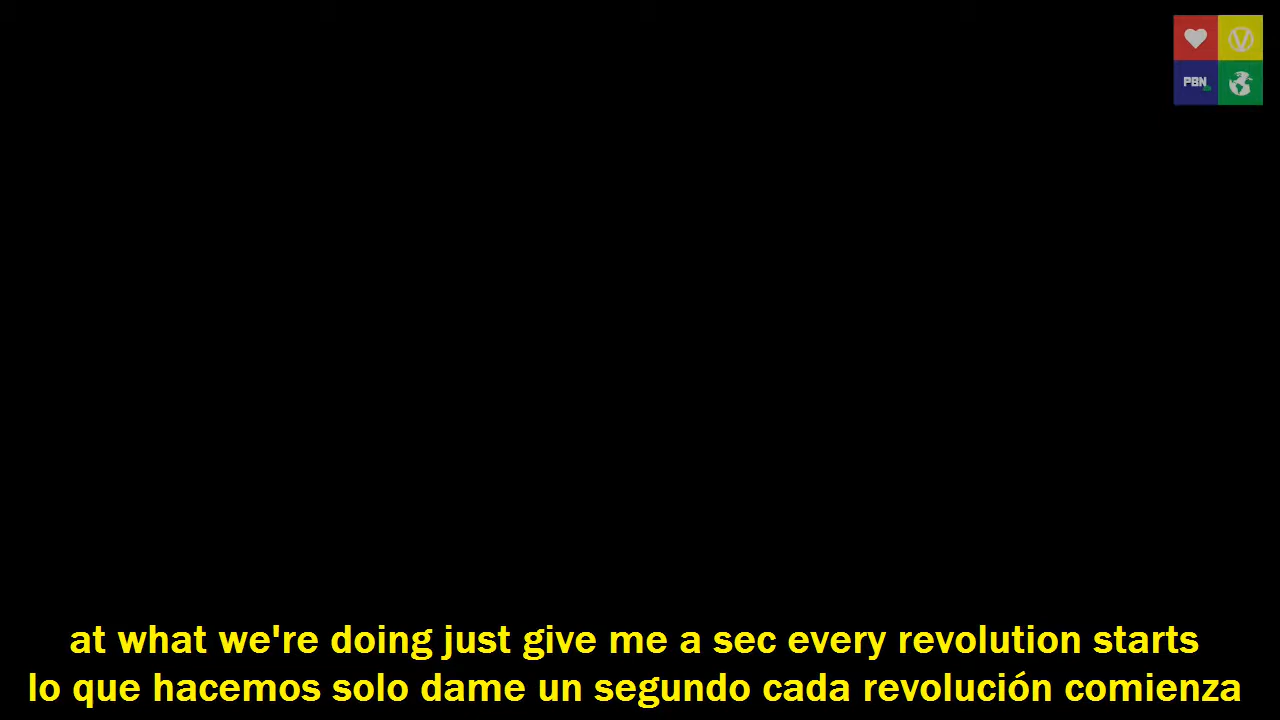 PBN
at what we're doing just give me a sec every revolution starts
lo que hacemos solo dame un segundo cada revolución comienza